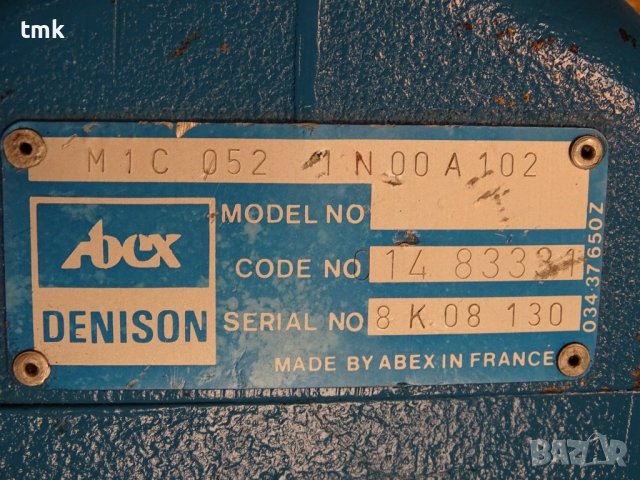 tmk
M1C 052 1N00A102
MODEL NO
Abex
CODE NO 014 83331
DENISON
SERIAL NO 8 K 08 130
MADE BY ABEX IN FRANCE
034 37 650 Z
BAZAR